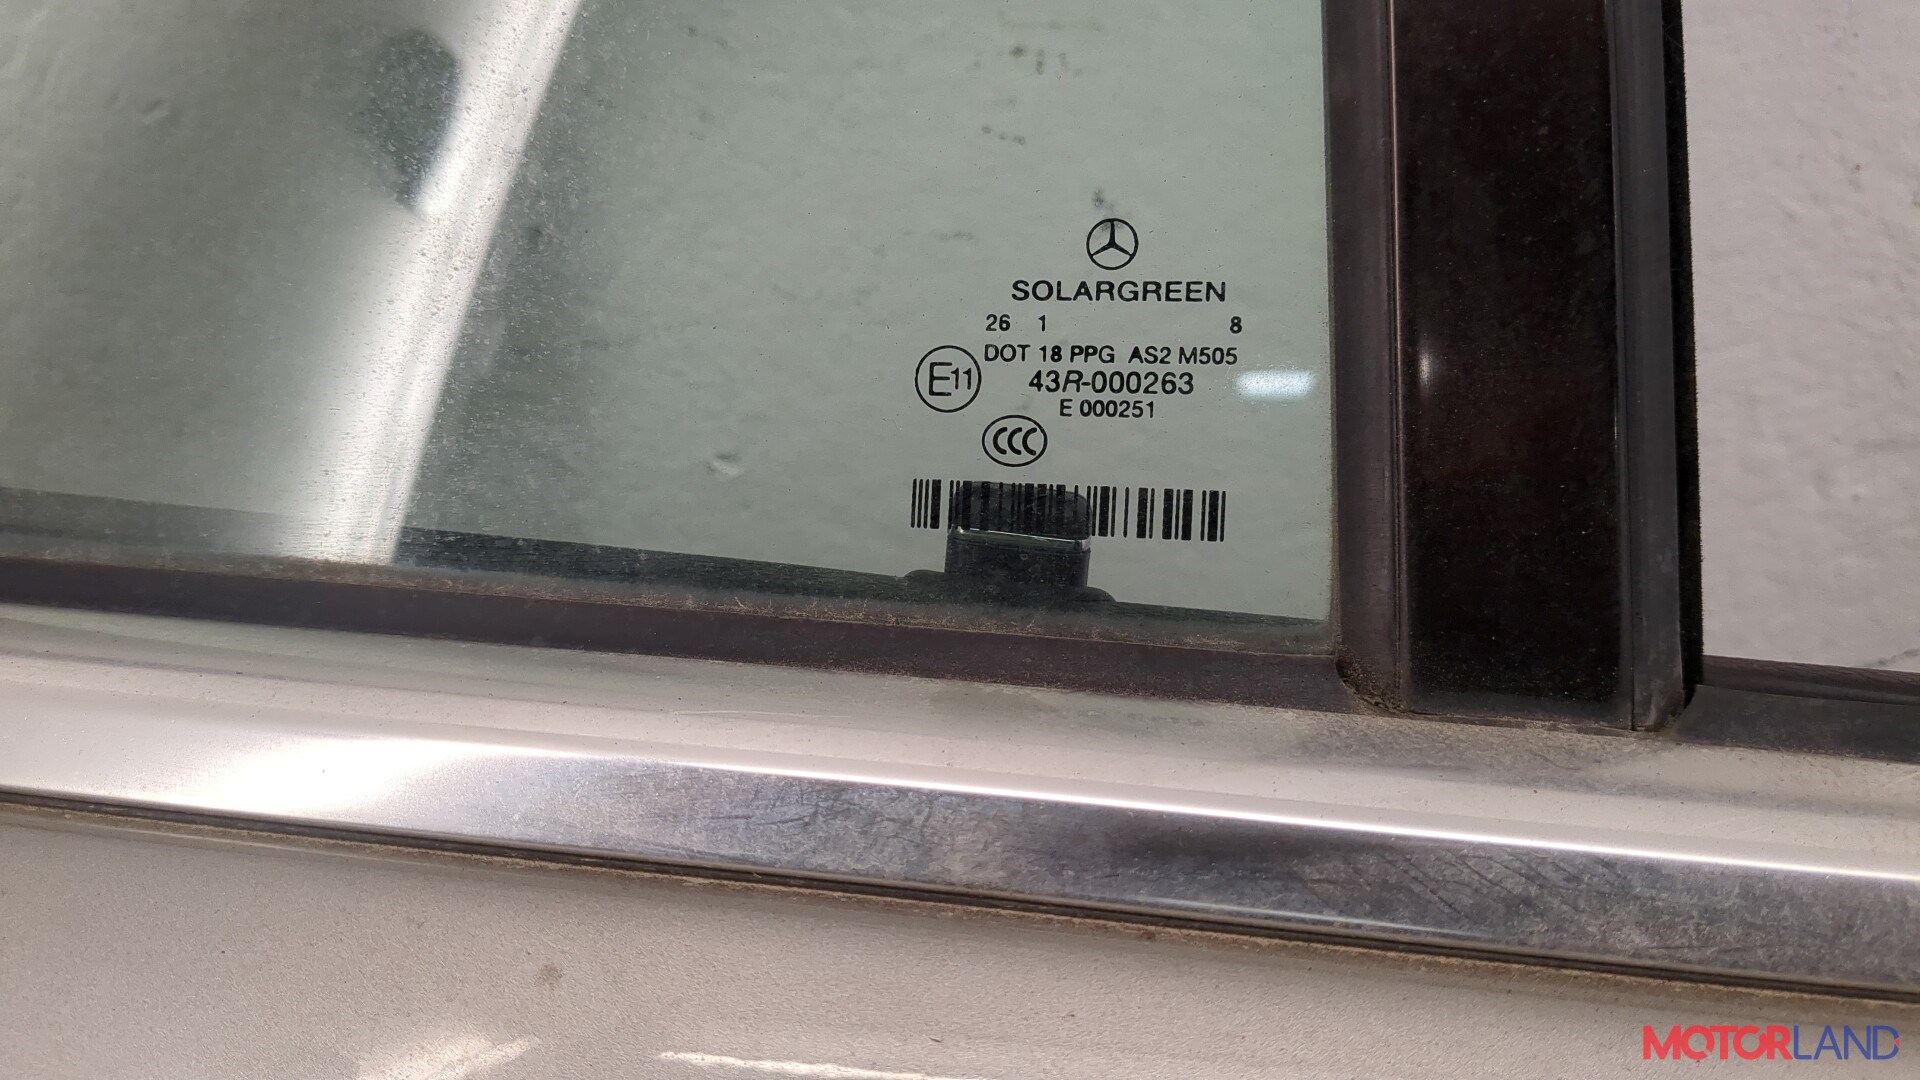 SOLARGREEN
26 1 8
DOT 18 PPG AS2 M505
E11 43R-000263
E 000251
CCC
MOTORLAND